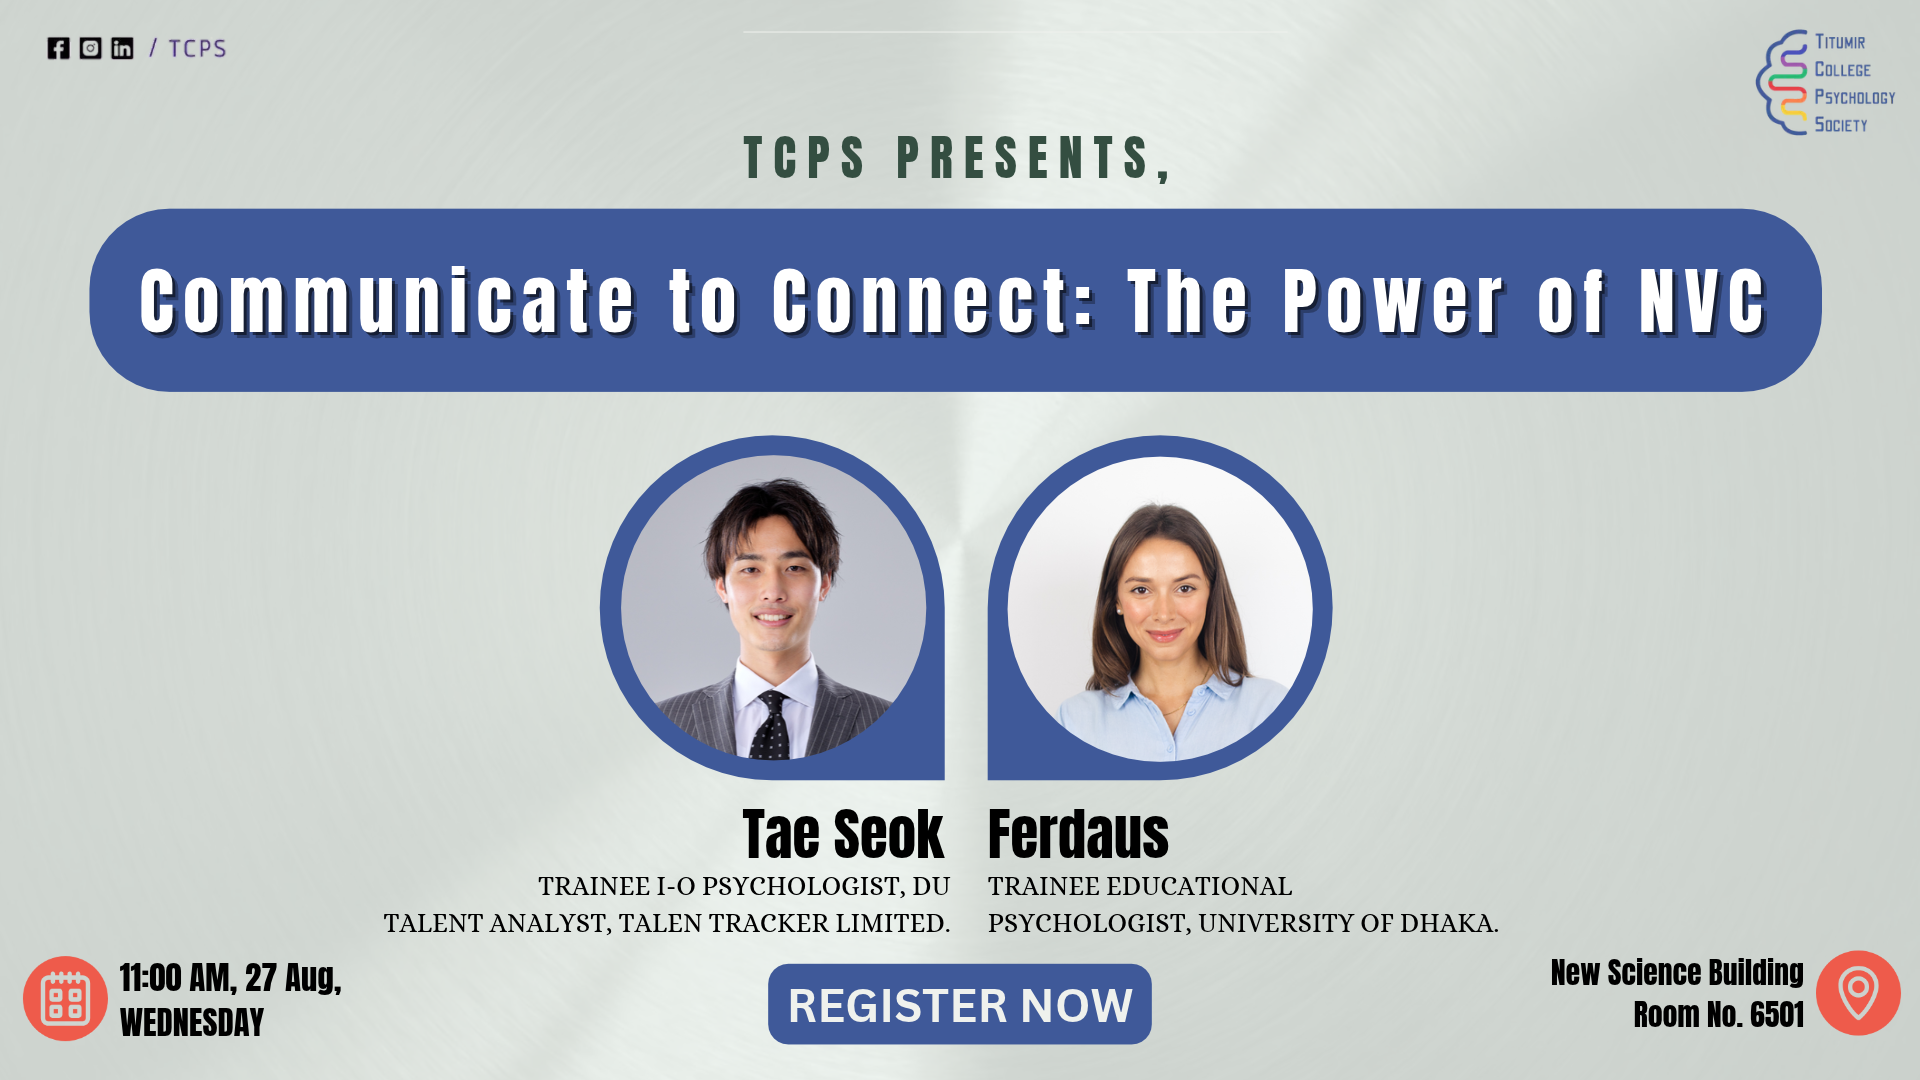 / TCPS
TITUMIR
COLLEGE
PSYCHOLOGY
SOCIETY
TCPS PRESENTS,
Communicate to Connect: The Power of NVC
Tae Seok
TRAINEE I-O PSYCHOLOGIST, DU
TALENT ANALYST, TALEN TRACKER LIMITED.
Ferdaus
TRAINEE EDUCATIONAL
PSYCHOLOGIST, UNIVERSITY OF DHAKA.
11:00 AM, 27 Aug,
WEDNESDAY
REGISTER NOW
New Science Building
Room No. 6501